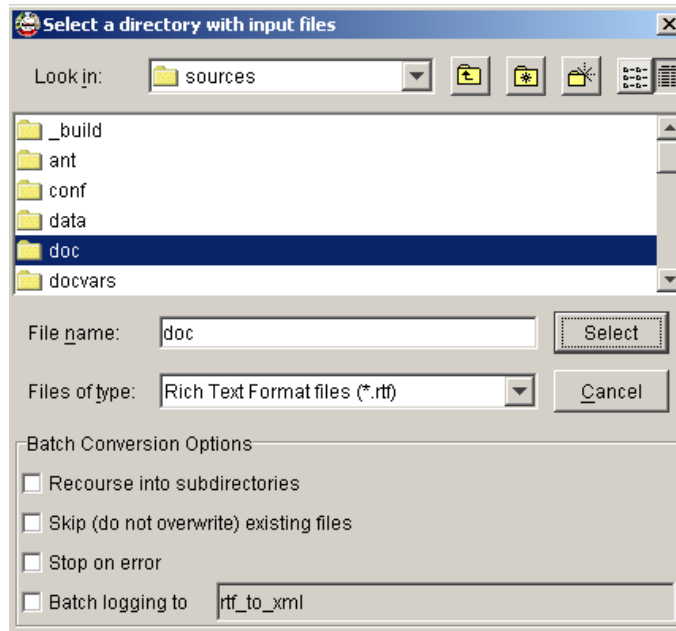 Select a directory with input files
Look in: sources
_build
ant
conf
data
doc
docvars
File name: doc Select
Files of type: Rich Text Format files (*.rtf) Cancel
Batch Conversion Options
Recourse into subdirectories
Skip (do not overwrite) existing files
Stop on error
Batch logging to rtf_to_xml